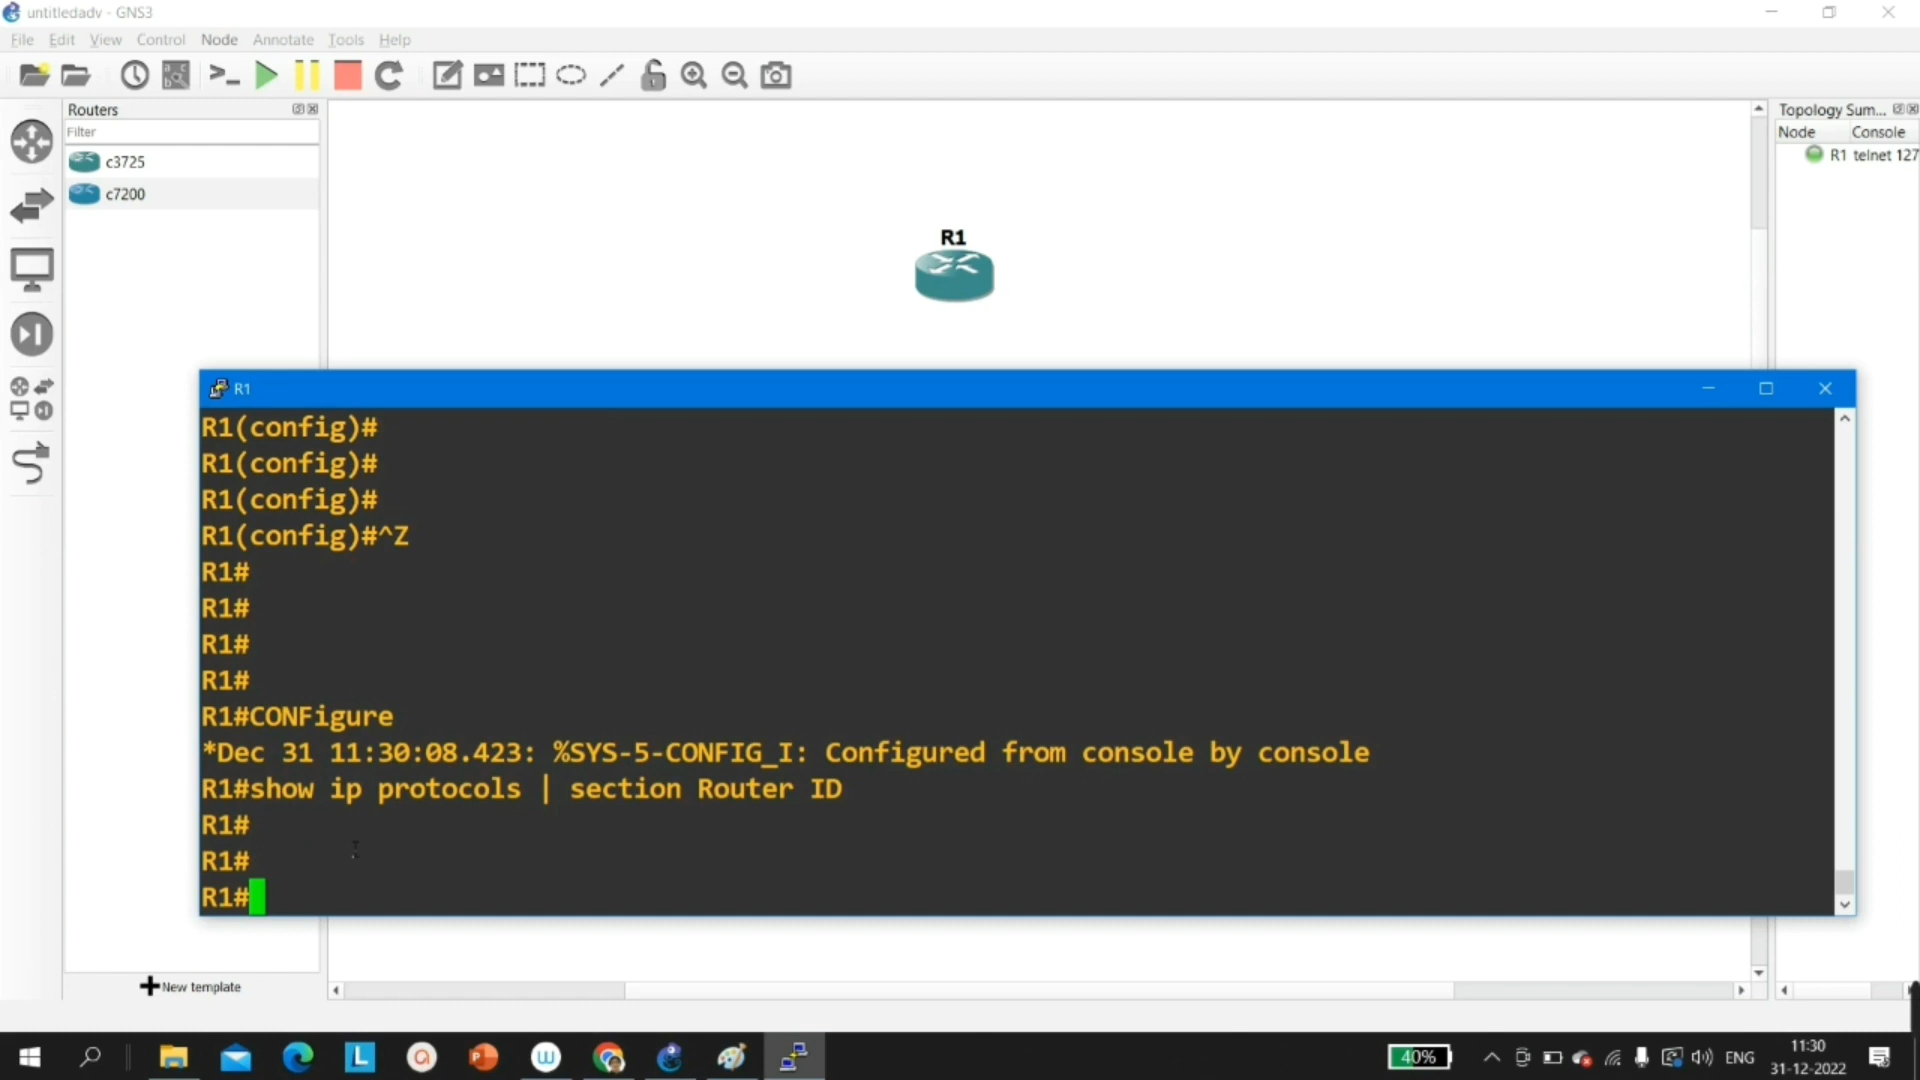 untitledadv - GNS3
File Edit View Control Node Annotate Tools Help
Routers
Filter
c3725
c7200
New template
R1
Topology Sum...
Node Console
R1 telnet 127
R1
R1(config)#
R1(config)#
R1(config)#
R1(config)#^Z
R1#
R1#
R1#
R1#
R1#CONFigure
*Dec 31 11:30:08.423: %SYS-5-CONFIG_I: Configured from console by console
R1#show ip protocols | section Router ID
R1#
R1#
R1#
40%
ENG
11:30
31-12-2022